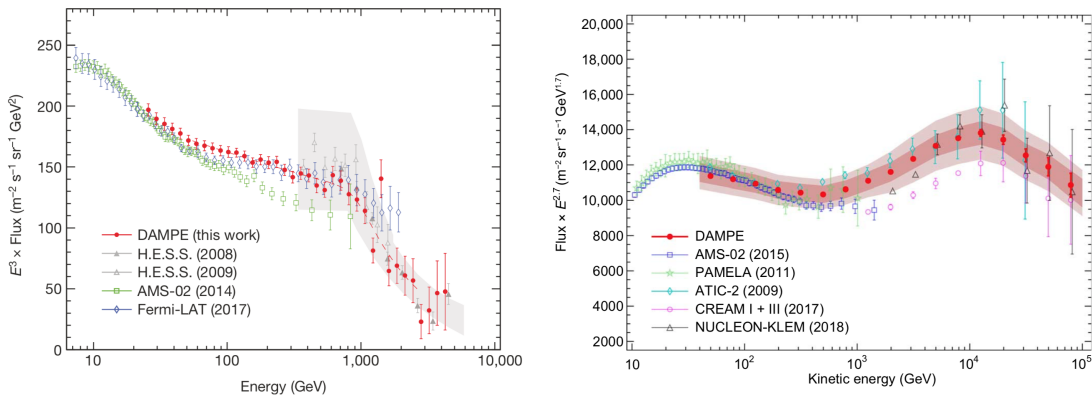 E³ × Flux (m⁻² s⁻¹ sr⁻¹ GeV²)
250
200
150
100
50
0
DAMPE (this work)
H.E.S.S. (2008)
H.E.S.S. (2009)
AMS-02 (2014)
Fermi-LAT (2017)
10
100
1,000
10,000
Energy (GeV)
Flux × E²·⁷ (m⁻² s⁻¹ sr⁻¹ GeV¹·⁷)
20,000
18,000
16,000
14,000
12,000
10,000
8000
6000
4000
2000
DAMPE
AMS-02 (2015)
PAMELA (2011)
ATIC-2 (2009)
CREAM I + III (2017)
NUCLEON-KLEM (2018)
10
10²
10³
10⁴
10⁵
Kinetic energy (GeV)